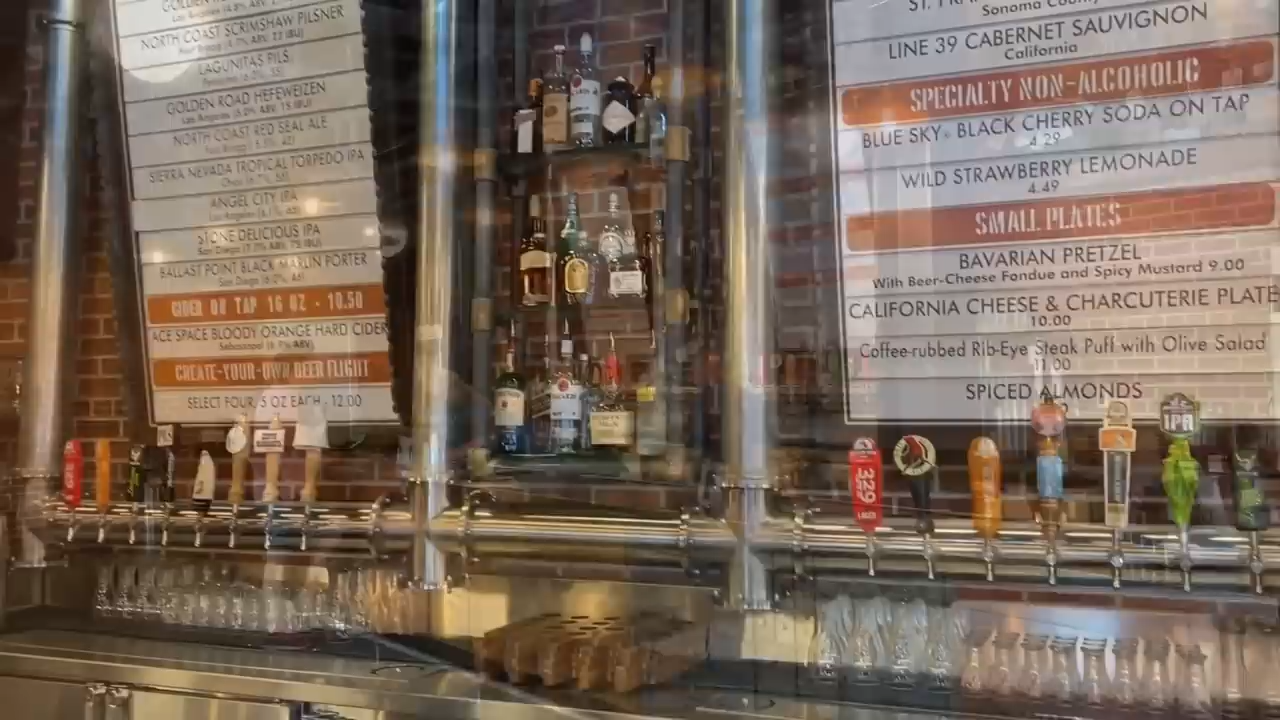 NORTH COAST SCRIMSHAW PILSNER
LAGUNITAS PILS
GOLDEN ROAD HEFEWEIZEN
Los Angeles (5.0% ABV, 15 IBU)
NORTH COAST RED SEAL ALE
SIERRA NEVADA TROPICAL TORPEDO IPA
ANGEL CITY IPA
STONE DELICIOUS IPA
BALLAST POINT BLACK MARLIN PORTER
CIDER ON TAP 16 OZ - 10.50
ACE SPACE BLOODY ORANGE HARD CIDER
Sebastopol
CREATE-YOUR-OWN BEER FLIGHT
SELECT FOUR, 5 OZ EACH - 12.00
Sonoma County
LINE 39 CABERNET SAUVIGNON
California
SPECIALTY NON-ALCOHOLIC
BLUE SKY® BLACK CHERRY SODA ON TAP
4.29
WILD STRAWBERRY LEMONADE
4.49
SMALL PLATES
BAVARIAN PRETZEL
With Beer-Cheese Fondue and Spicy Mustard 9.00
CALIFORNIA CHEESE & CHARCUTERIE PLATE
10.00
Coffee-rubbed Rib-Eye Steak Puff with Olive Salad
11.00
SPICED ALMONDS
329
LAGER
IPA